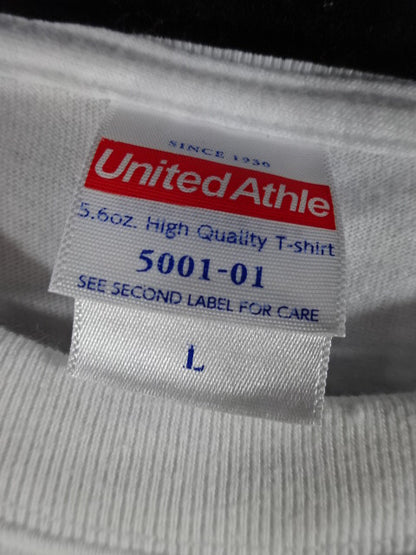 SINCE 1936
United Athle
5.6oz. High Quality T-shirt
5001-01
SEE SECOND LABEL FOR CARE
L